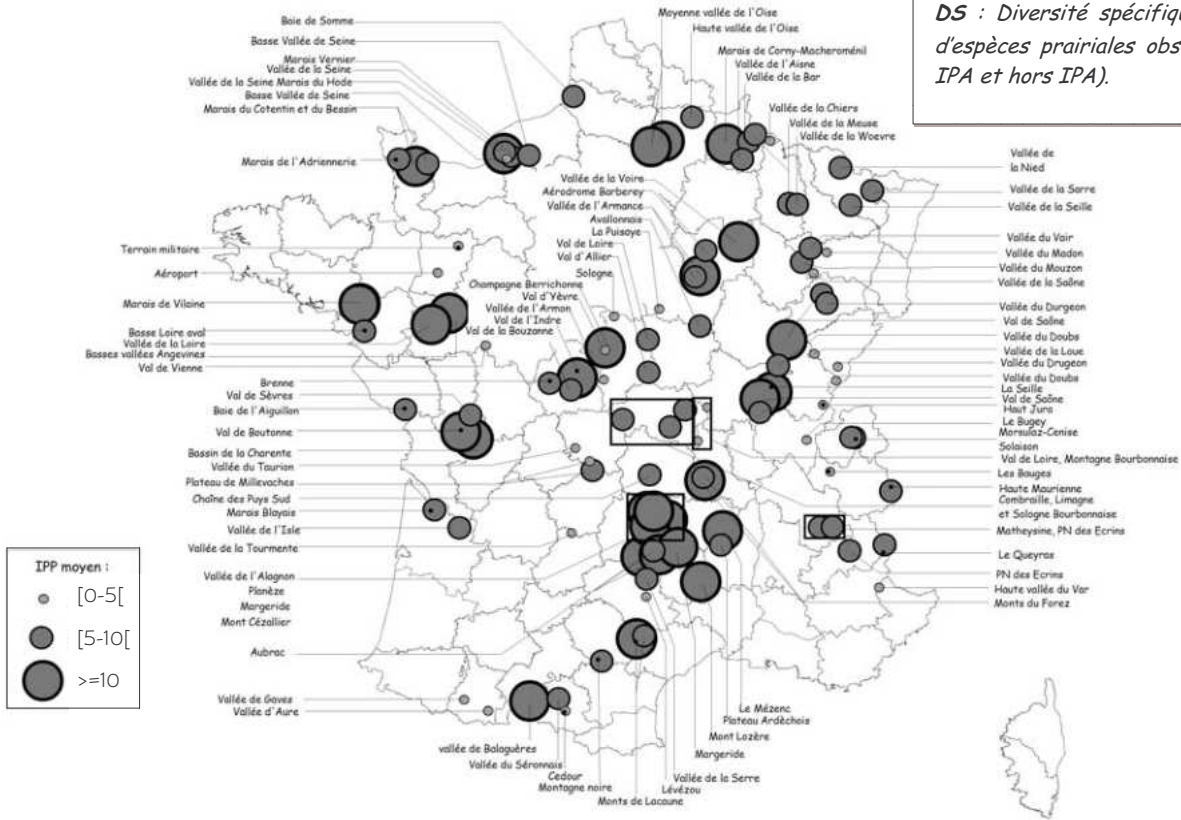 DS : Diversité spécifiqu
d'espèces prairiales obs
IPA et hors IPA).
Baie de Somme
Basse Vallée de Seine
Marais Vernier
Vallée de la Seine
Vallée de la Seine Marais du Hode
Basse Vallée de Seine
Marais du Cotentin et du Bessin
Marais de l'Adriennerie
Moyenne vallée de l'Oise
Haute vallée de l'Oise
Marais de Corny-Macheroménil
Vallée de l'Aisne
Vallée de la Bar
Vallée de la Chiers
Vallée de la Meuse
Vallée de la Woevre
Vallée de
la Nied
Vallée de la Sarre
Vallée de la Seille
Vallée de la Voire
Aérodrome Barberey
Vallée de l'Armance
Avallonnais
La Puisaye
Val de Loire
Val d'Allier
Sologne
Champagne Berrichonne
Val d'Yèvre
Vallée de l'Arnon
Val de l'Indre
Val de la Bouzanne
Terrain militaire
Aéroport
Marais de Vilaine
Basse Loire aval
Vallée de la Loire
Basses vallées Angevines
Val de Vienne
Brenne
Val de Sèvres
Baie de l'Aiguillon
Val de Boutonne
Bassin de la Charente
Vallée du Taurion
Plateau de Millevaches
Chaîne des Puys Sud
Marais Blayais
Vallée de l'Isle
Vallée de la Tourmente
Vallée de l'Alagnon
Planèze
Margeride
Mont Cézallier
Aubrac
Vallée du Vair
Vallée du Madon
Vallée du Mouzon
Vallée de la Saône
Vallée du Durgeon
Val de Saône
Vallée du Doubs
Vallée de la Loue
Vallée du Drugeon
Vallée du Doubs
La Seille
Val de Saône
Haut Jura
Le Bugey
Morsulaz-Cenise
Solaison
Val de Loire, Montagne Bourbonnaise
Les Bauges
Haute Maurienne
Combraille, Limagne
et Sologne Bourbonnaise
Matheysine, PN des Ecrins
Le Queyras
PN des Ecrins
Haute vallée du Var
Monts du Forez
IPP moyen :
[0-5[
[5-10[
>=10
Vallée de Gaves
Vallée d'Aure
vallée de Balaguères
Vallée du Séronnais
Cedour
Montagne noire
Monts de Lacaune
Lévézou
Vallée de la Serre
Margeride
Mont Lozère
Plateau Ardèchois
Le Mézenc